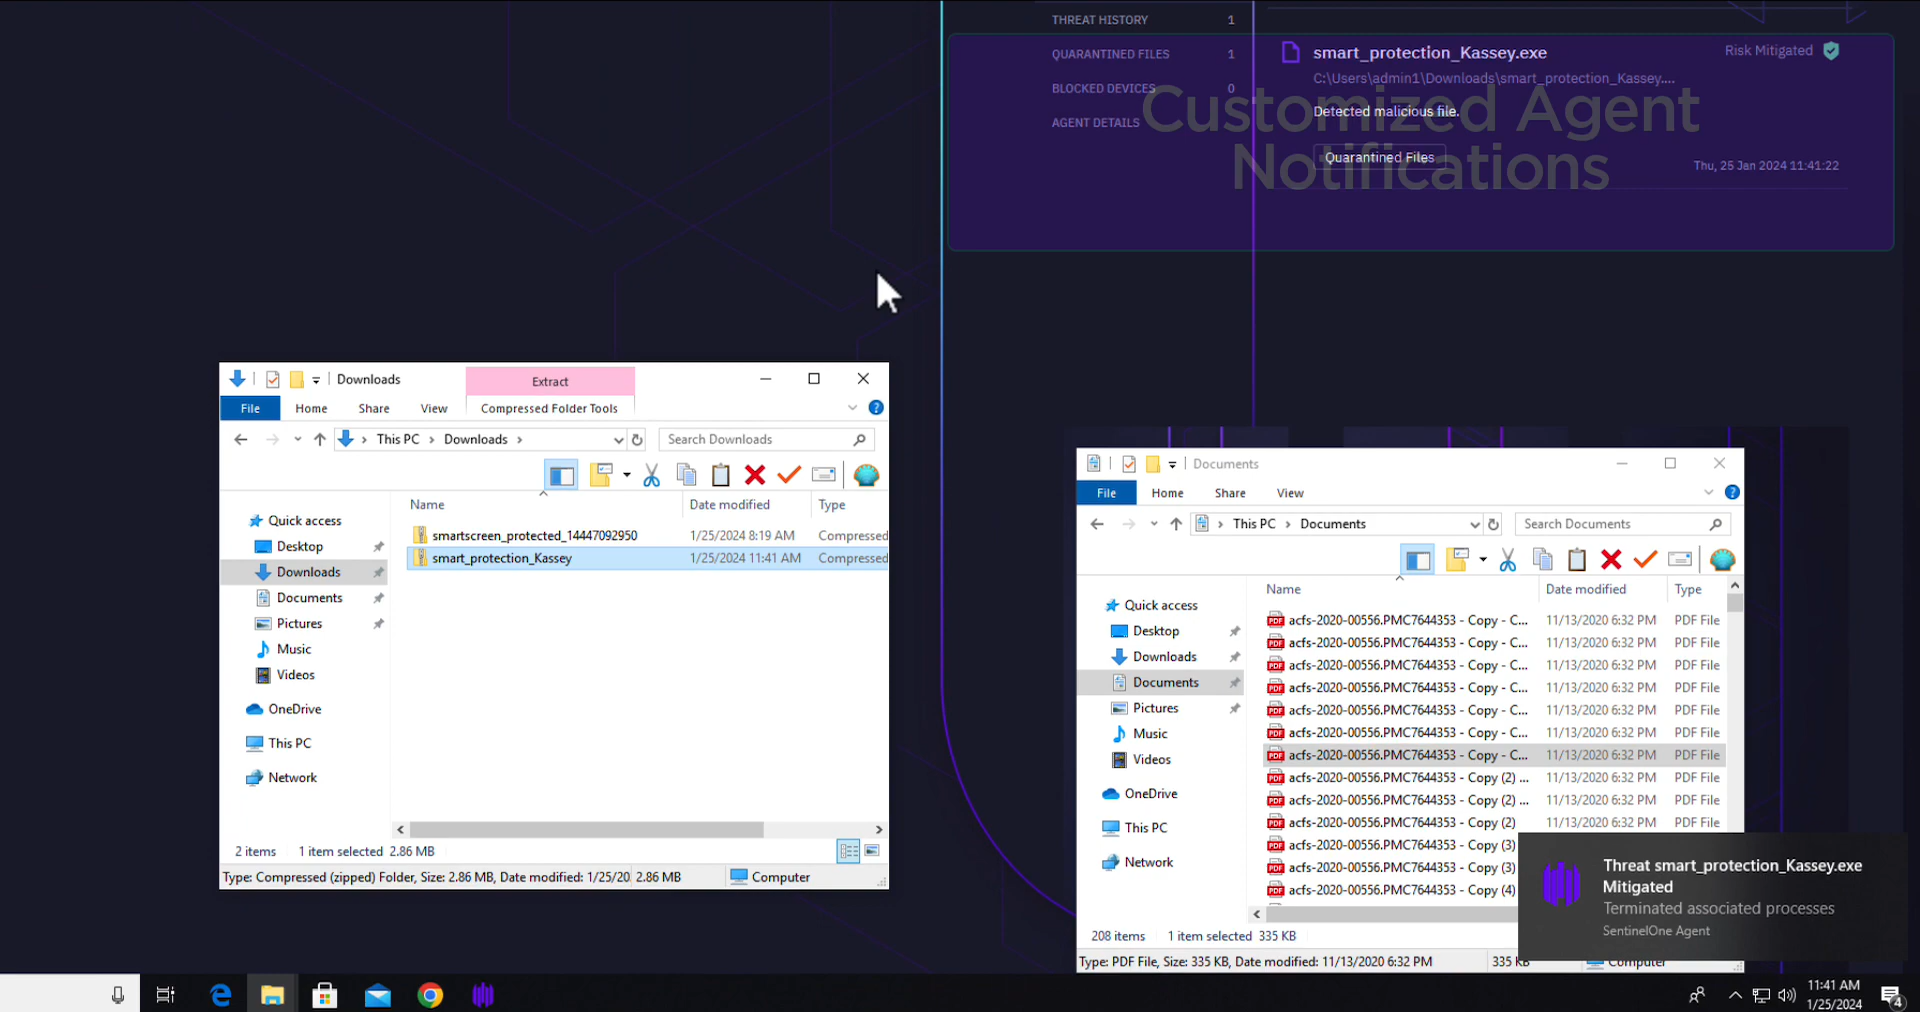 THREAT HISTORY 1
QUARANTINED FILES 1
BLOCKED DEVICES 0
AGENT DETAILS
smart_protection_Kassey.exe
Risk Mitigated
C:\Users\admin1\Downloads\smart_protection_Kassey....
Detected malicious file.
Quarantined Files
Thu, 25 Jan 2024 11:41:22
Customized Agent
Notifications
Downloads
Extract
File Home Share View Compressed Folder Tools
This PC Downloads
Search Downloads
Name Date modified Type
smartscreen_protected_14447092950 1/25/2024 8:19 AM Compressed
smart_protection_Kassey 1/25/2024 11:41 AM Compressed
Quick access
Desktop
Downloads
Documents
Pictures
Music
Videos
OneDrive
This PC
Network
2 items 1 item selected 2.86 MB
Type: Compressed (zipped) Folder, Size: 2.86 MB, Date modified: 1/25/20 2.86 MB Computer
Documents
File Home Share View
This PC Documents
Search Documents
Name Date modified Type
acfs-2020-00556.PMC7644353 - Copy - C... 11/13/2020 6:32 PM PDF File
acfs-2020-00556.PMC7644353 - Copy - C... 11/13/2020 6:32 PM PDF File
acfs-2020-00556.PMC7644353 - Copy - C... 11/13/2020 6:32 PM PDF File
acfs-2020-00556.PMC7644353 - Copy - C... 11/13/2020 6:32 PM PDF File
acfs-2020-00556.PMC7644353 - Copy - C... 11/13/2020 6:32 PM PDF File
acfs-2020-00556.PMC7644353 - Copy - C... 11/13/2020 6:32 PM PDF File
acfs-2020-00556.PMC7644353 - Copy - C... 11/13/2020 6:32 PM PDF File
acfs-2020-00556.PMC7644353 - Copy (2) ... 11/13/2020 6:32 PM PDF File
acfs-2020-00556.PMC7644353 - Copy (2) ... 11/13/2020 6:32 PM PDF File
acfs-2020-00556.PMC7644353 - Copy (2) 11/13/2020 6:32 PM PDF File
acfs-2020-00556.PMC7644353 - Copy (3)
acfs-2020-00556.PMC7644353 - Copy (3)
acfs-2020-00556.PMC7644353 - Copy (4)
Quick access
Desktop
Downloads
Documents
Pictures
Music
Videos
OneDrive
This PC
Network
208 items 1 item selected 335 KB
Type: PDF File, Size: 335 KB, Date modified: 11/13/2020 6:32 PM 335 KB Computer
Threat smart_protection_Kassey.exe
Mitigated
Terminated associated processes
SentinelOne Agent
11:41 AM
1/25/2024
4